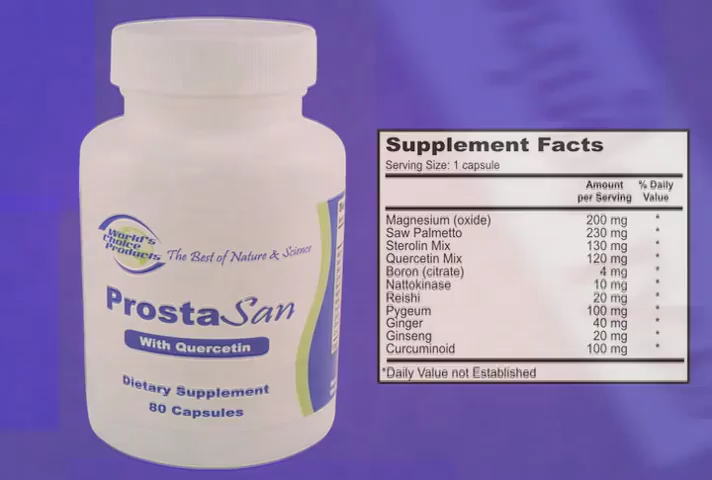 World's
Choice
Products
The Best of Nature & Science
ProstaSan
With Quercetin
Dietary Supplement
80 Capsules
Supplement Facts
Serving Size: 1 capsule
Amount per Serving % Daily Value
Magnesium (oxide) 200 mg *
Saw Palmetto 230 mg *
Sterolin Mix 130 mg *
Quercetin Mix 120 mg *
Boron (citrate) 4 mg *
Nattokinase 10 mg *
Reishi 20 mg *
Pygeum 100 mg *
Ginger 40 mg *
Ginseng 20 mg *
Curcuminoid 100 mg *
*Daily Value not Established